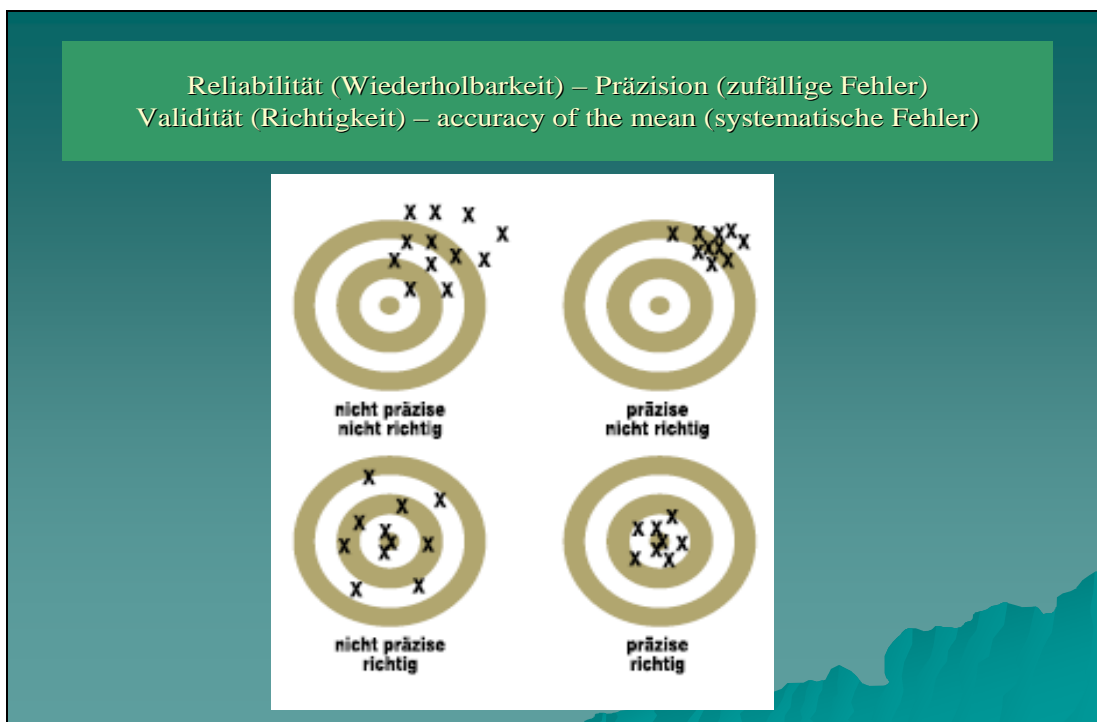 Reliabilität (Wiederholbarkeit) – Präzision (zufällige Fehler)
Validität (Richtigkeit) – accuracy of the mean (systematische Fehler)
nicht präzise
nicht richtig
präzise
nicht richtig
nicht präzise
richtig
präzise
richtig